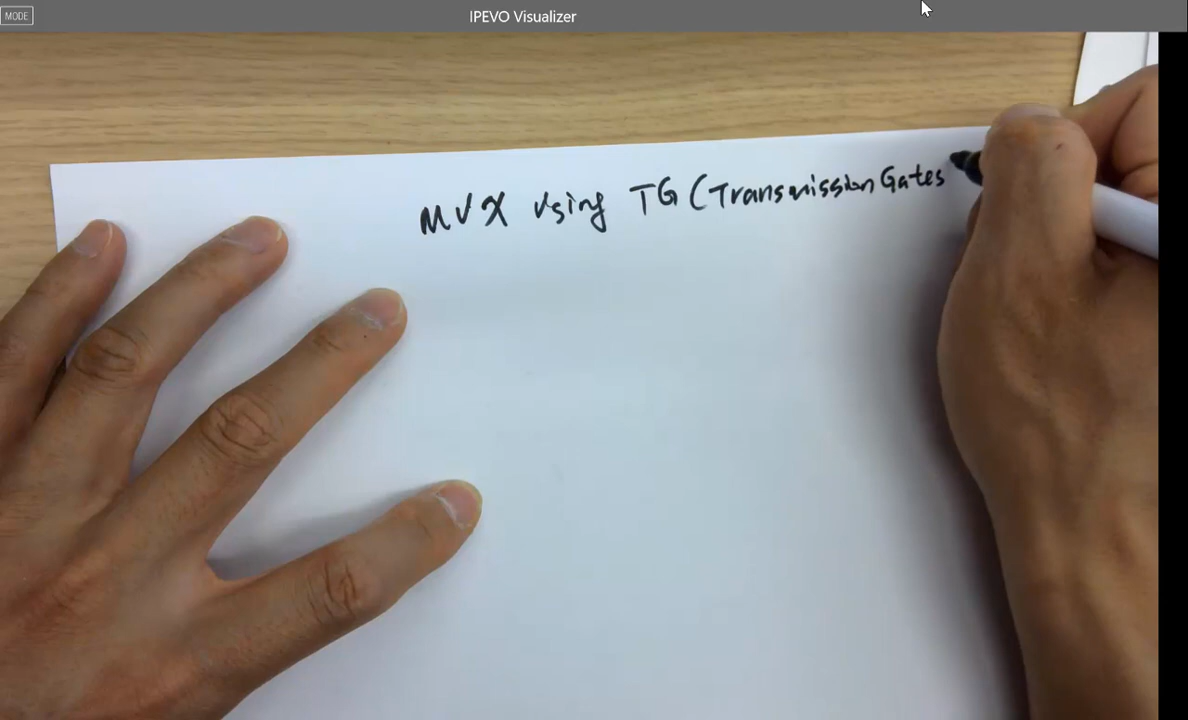 MODE
IPEVO Visualizer
MUX using TG (Transmission Gates